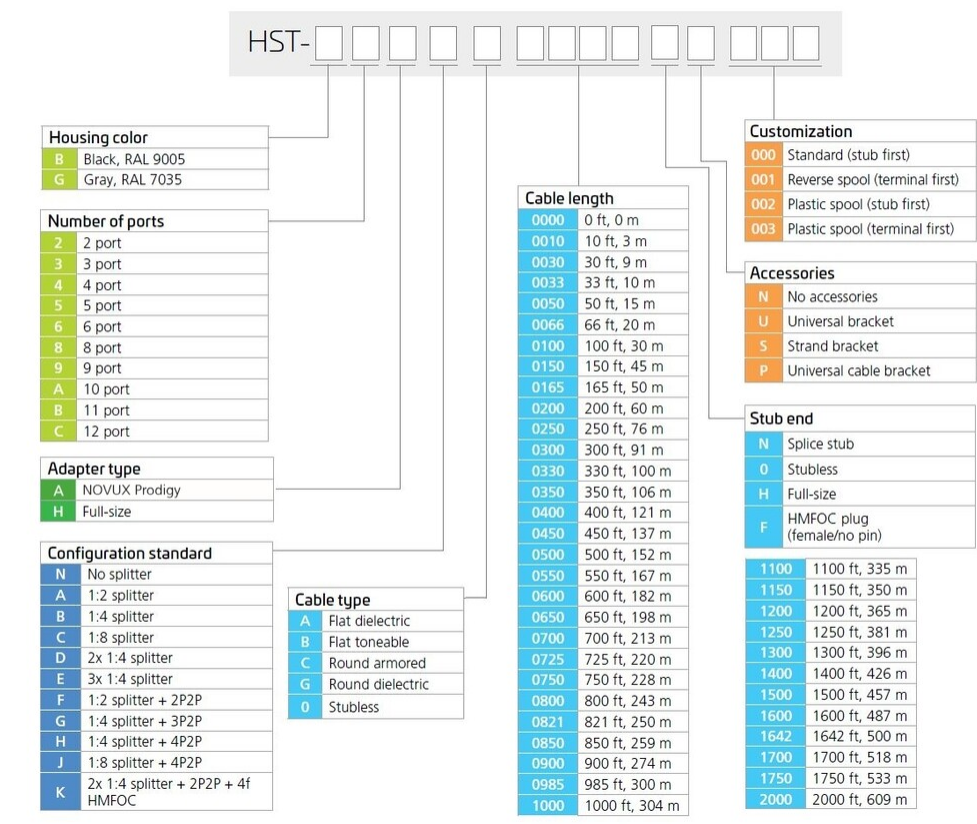 HST-
Housing color
B Black, RAL 9005
G Gray, RAL 7035
Number of ports
2 2 port
3 3 port
4 4 port
5 5 port
6 6 port
8 8 port
9 9 port
A 10 port
B 11 port
C 12 port
Adapter type
A NOVUX Prodigy
H Full-size
Configuration standard
N No splitter
A 1:2 splitter
B 1:4 splitter
C 1:8 splitter
D 2x 1:4 splitter
E 3x 1:4 splitter
F 1:2 splitter + 2P2P
G 1:4 splitter + 3P2P
H 1:4 splitter + 4P2P
J 1:8 splitter + 4P2P
K 2x 1:4 splitter + 2P2P + 4f
HMFOC
Cable type
A Flat dielectric
B Flat toneable
C Round armored
G Round dielectric
0 Stubless
Cable length
0000 0 ft, 0 m
0010 10 ft, 3 m
0030 30 ft, 9 m
0033 33 ft, 10 m
0050 50 ft, 15 m
0066 66 ft, 20 m
0100 100 ft, 30 m
0150 150 ft, 45 m
0165 165 ft, 50 m
0200 200 ft, 60 m
0250 250 ft, 76 m
0300 300 ft, 91 m
0330 330 ft, 100 m
0350 350 ft, 106 m
0400 400 ft, 121 m
0450 450 ft, 137 m
0500 500 ft, 152 m
0550 550 ft, 167 m
0600 600 ft, 182 m
0650 650 ft, 198 m
0700 700 ft, 213 m
0725 725 ft, 220 m
0750 750 ft, 228 m
0800 800 ft, 243 m
0821 821 ft, 250 m
0850 850 ft, 259 m
0900 900 ft, 274 m
0985 985 ft, 300 m
1000 1000 ft, 304 m
Customization
000 Standard (stub first)
001 Reverse spool (terminal first)
002 Plastic spool (stub first)
003 Plastic spool (terminal first)
Accessories
N No accessories
U Universal bracket
S Strand bracket
P Universal cable bracket
Stub end
N Splice stub
0 Stubless
H Full-size
F HMFOC plug
(female/no pin)
1100 1100 ft, 335 m
1150 1150 ft, 350 m
1200 1200 ft, 365 m
1250 1250 ft, 381 m
1300 1300 ft, 396 m
1400 1400 ft, 426 m
1500 1500 ft, 457 m
1600 1600 ft, 487 m
1642 1642 ft, 500 m
1700 1700 ft, 518 m
1750 1750 ft, 533 m
2000 2000 ft, 609 m